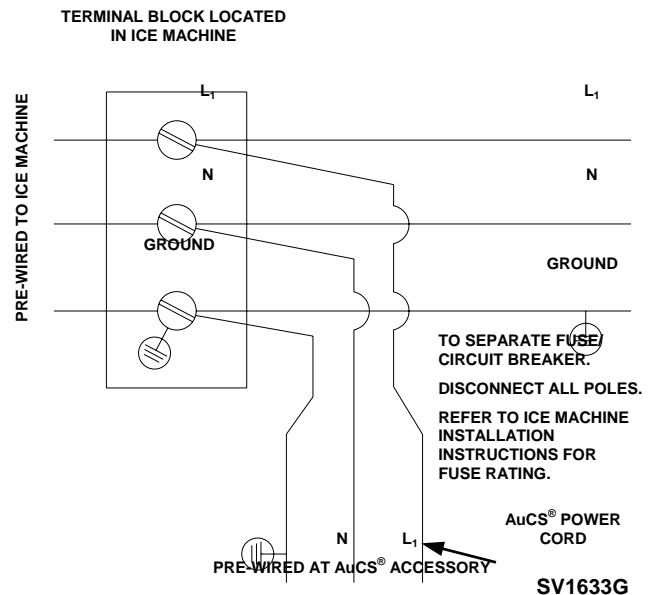 TERMINAL BLOCK LOCATED
IN ICE MACHINE
PRE-WIRED TO ICE MACHINE
L₁
L₁
N
N
GROUND
GROUND
TO SEPARATE FUSE/
CIRCUIT BREAKER.
DISCONNECT ALL POLES.
REFER TO ICE MACHINE
INSTALLATION
INSTRUCTIONS FOR
FUSE RATING.
N
L₁
AuCS® POWER
CORD
PRE-WIRED AT AuCS® ACCESSORY
SV1633G